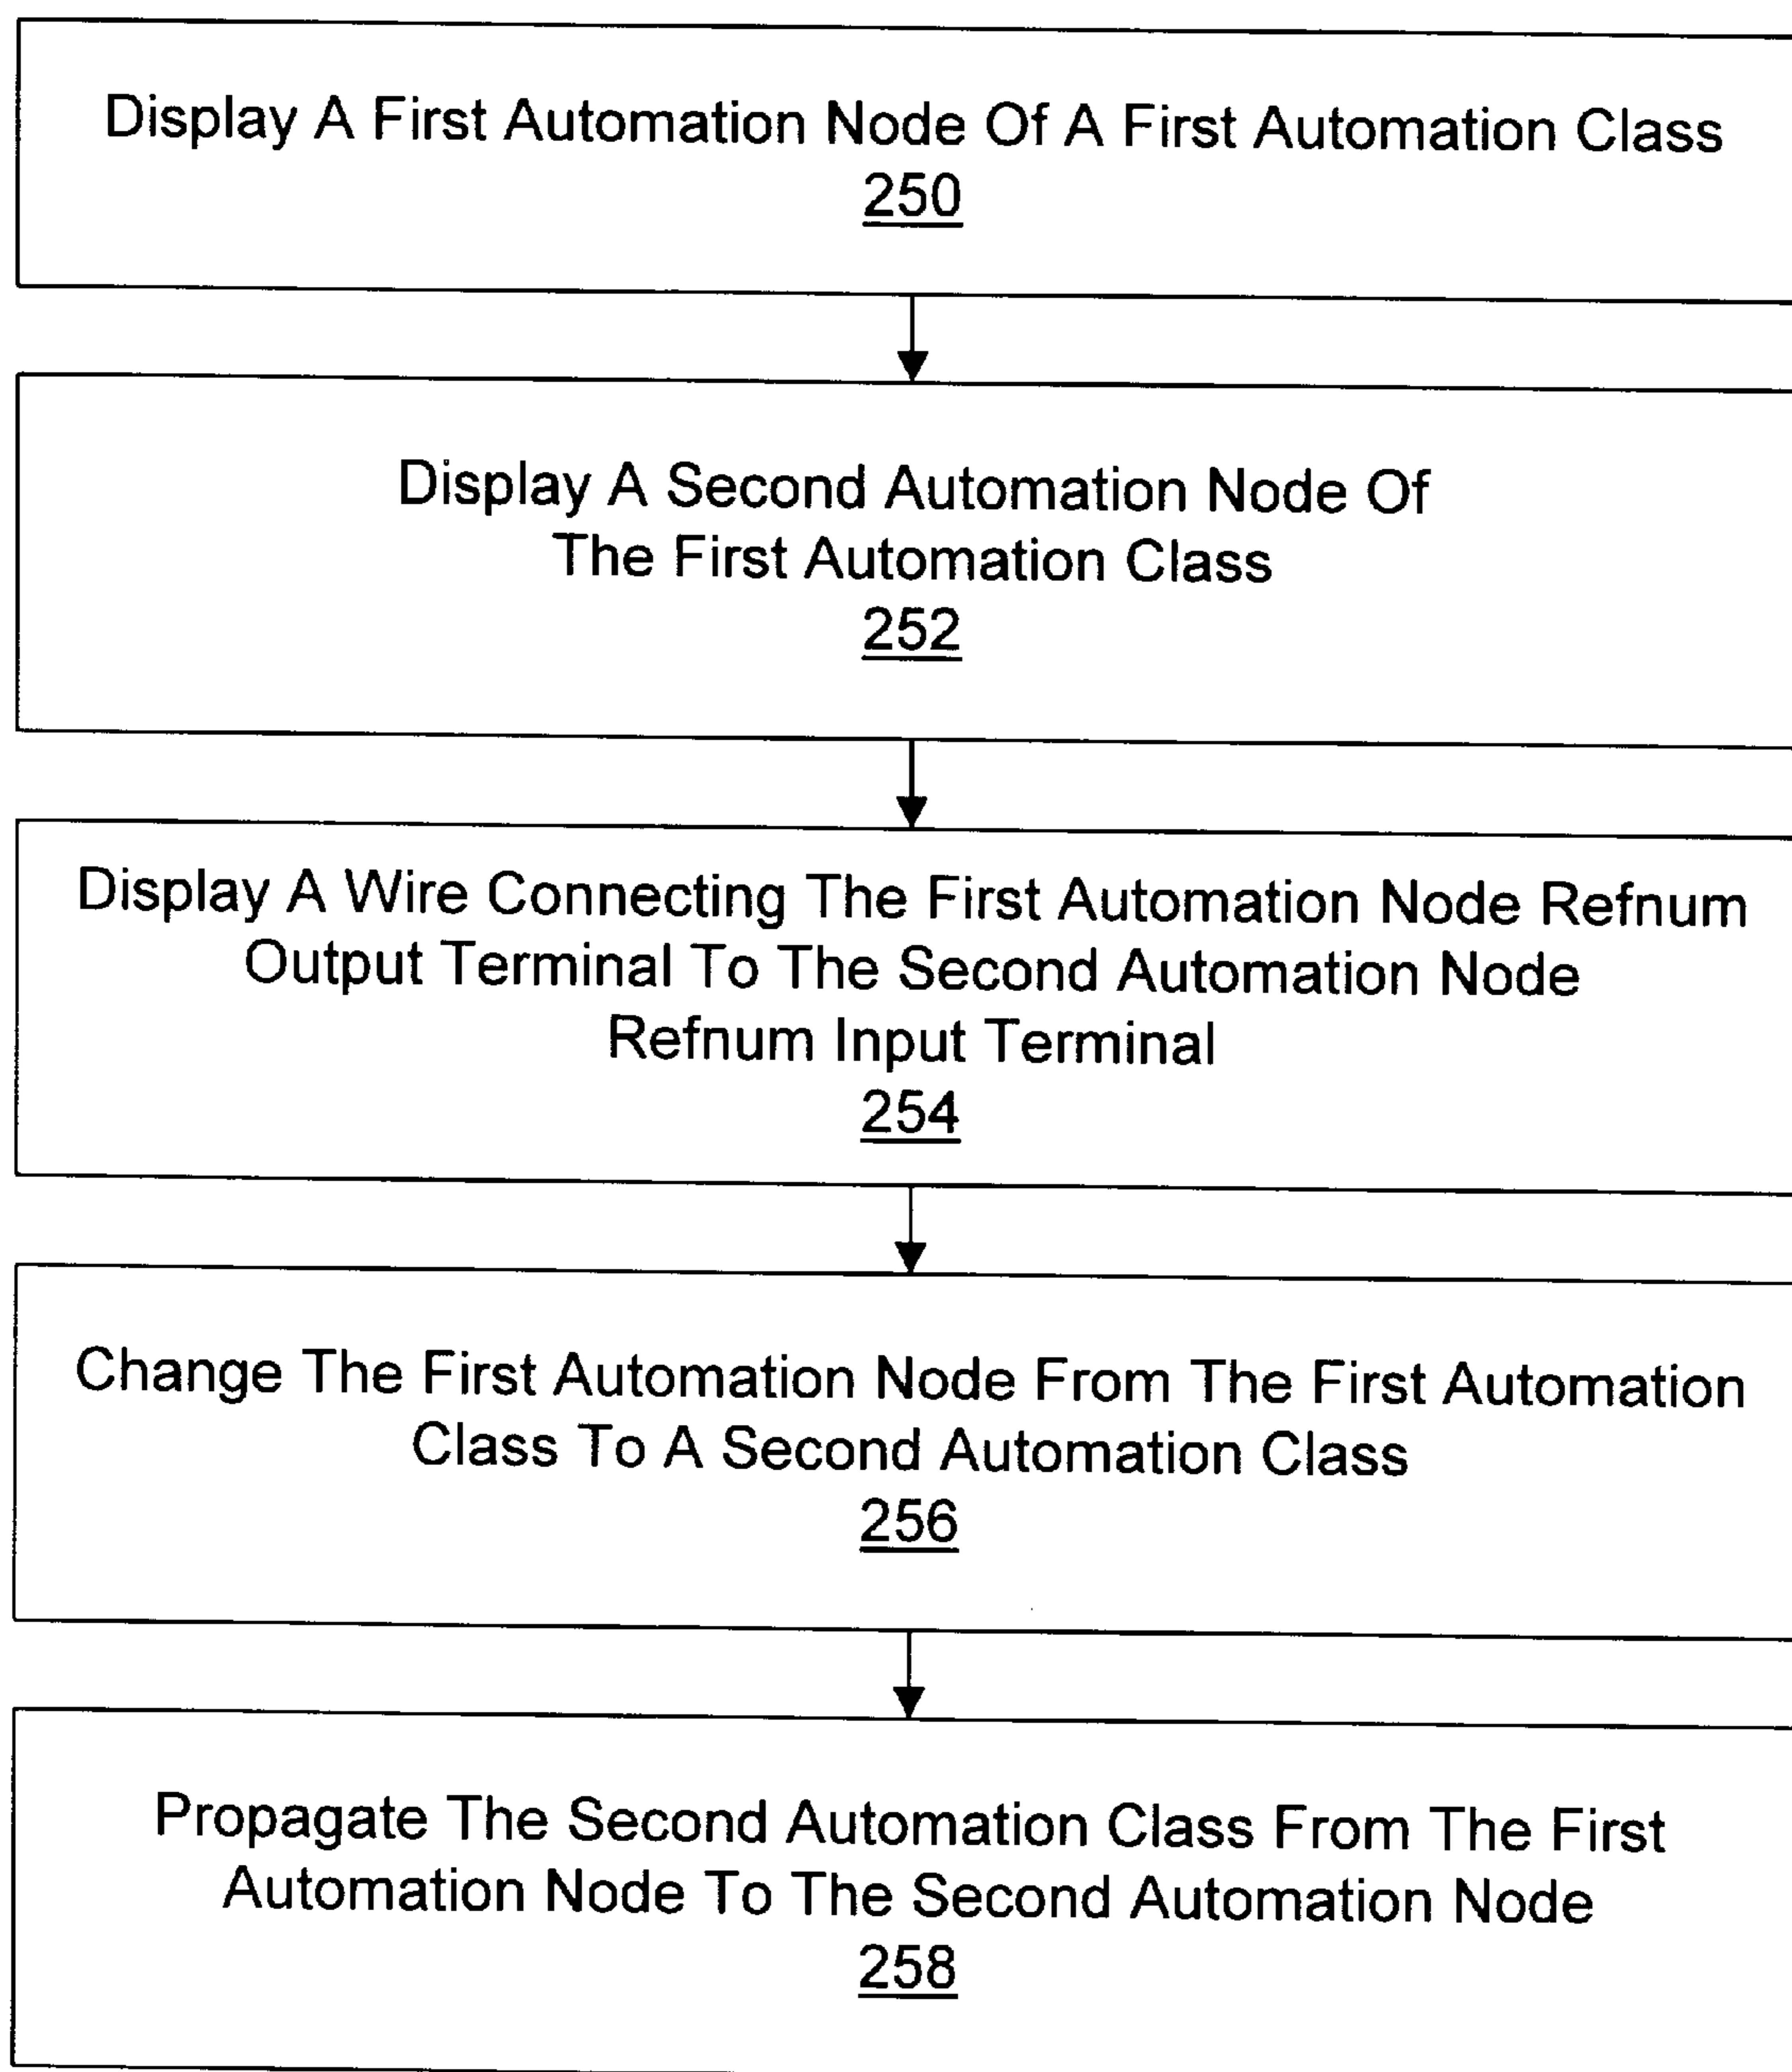 Display A First Automation Node Of A First Automation Class
250
Display A Second Automation Node Of
The First Automation Class
252
Display A Wire Connecting The First Automation Node Refnum
Output Terminal To The Second Automation Node
Refnum Input Terminal
254
Change The First Automation Node From The First Automation
Class To A Second Automation Class
256
Propagate The Second Automation Class From The First
Automation Node To The Second Automation Node
258